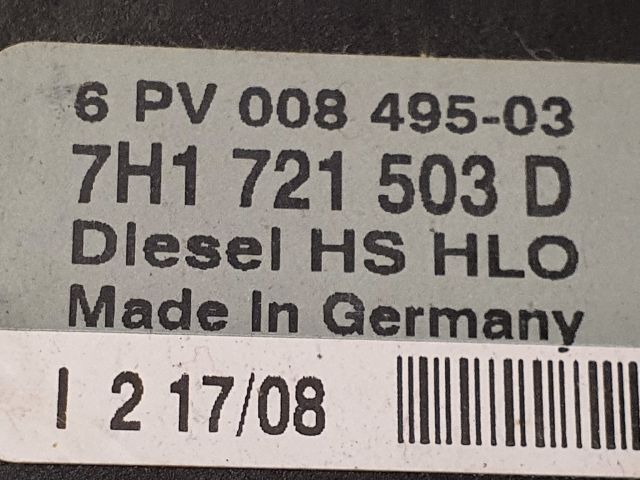 6 PV 008 495-03
7H1 721 503 D
Diesel HS HLO
Made in Germany
I 2 17/08